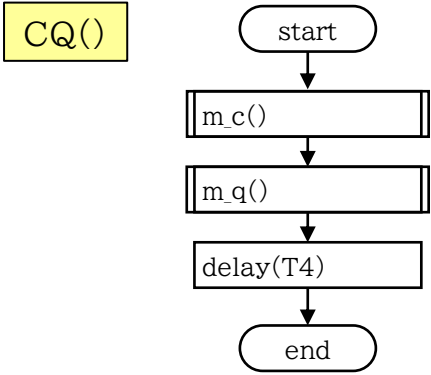 CQ()
start
m_c()
m_q()
delay(T4)
end